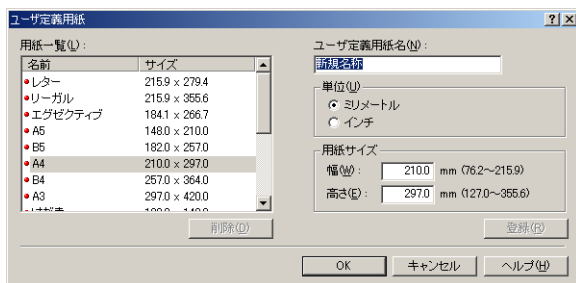 ユーザ定義用紙
用紙一覧(L):
名前 サイズ
レター 215.9 × 279.4
リーガル 215.9 × 355.6
エグゼクティブ 184.1 × 266.7
A5 148.0 × 210.0
B5 182.0 × 257.0
A4 210.0 × 297.0
B4 257.0 × 364.0
A3 297.0 × 420.0
削除(D)
ユーザ定義用紙名(N):
新規名称
単位(U)
ミリメートル
インチ
用紙サイズ
幅(W): 210.0 mm (76.2～215.9)
高さ(E): 297.0 mm (127.0～355.6)
登録(R)
OK キャンセル ヘルプ(H)